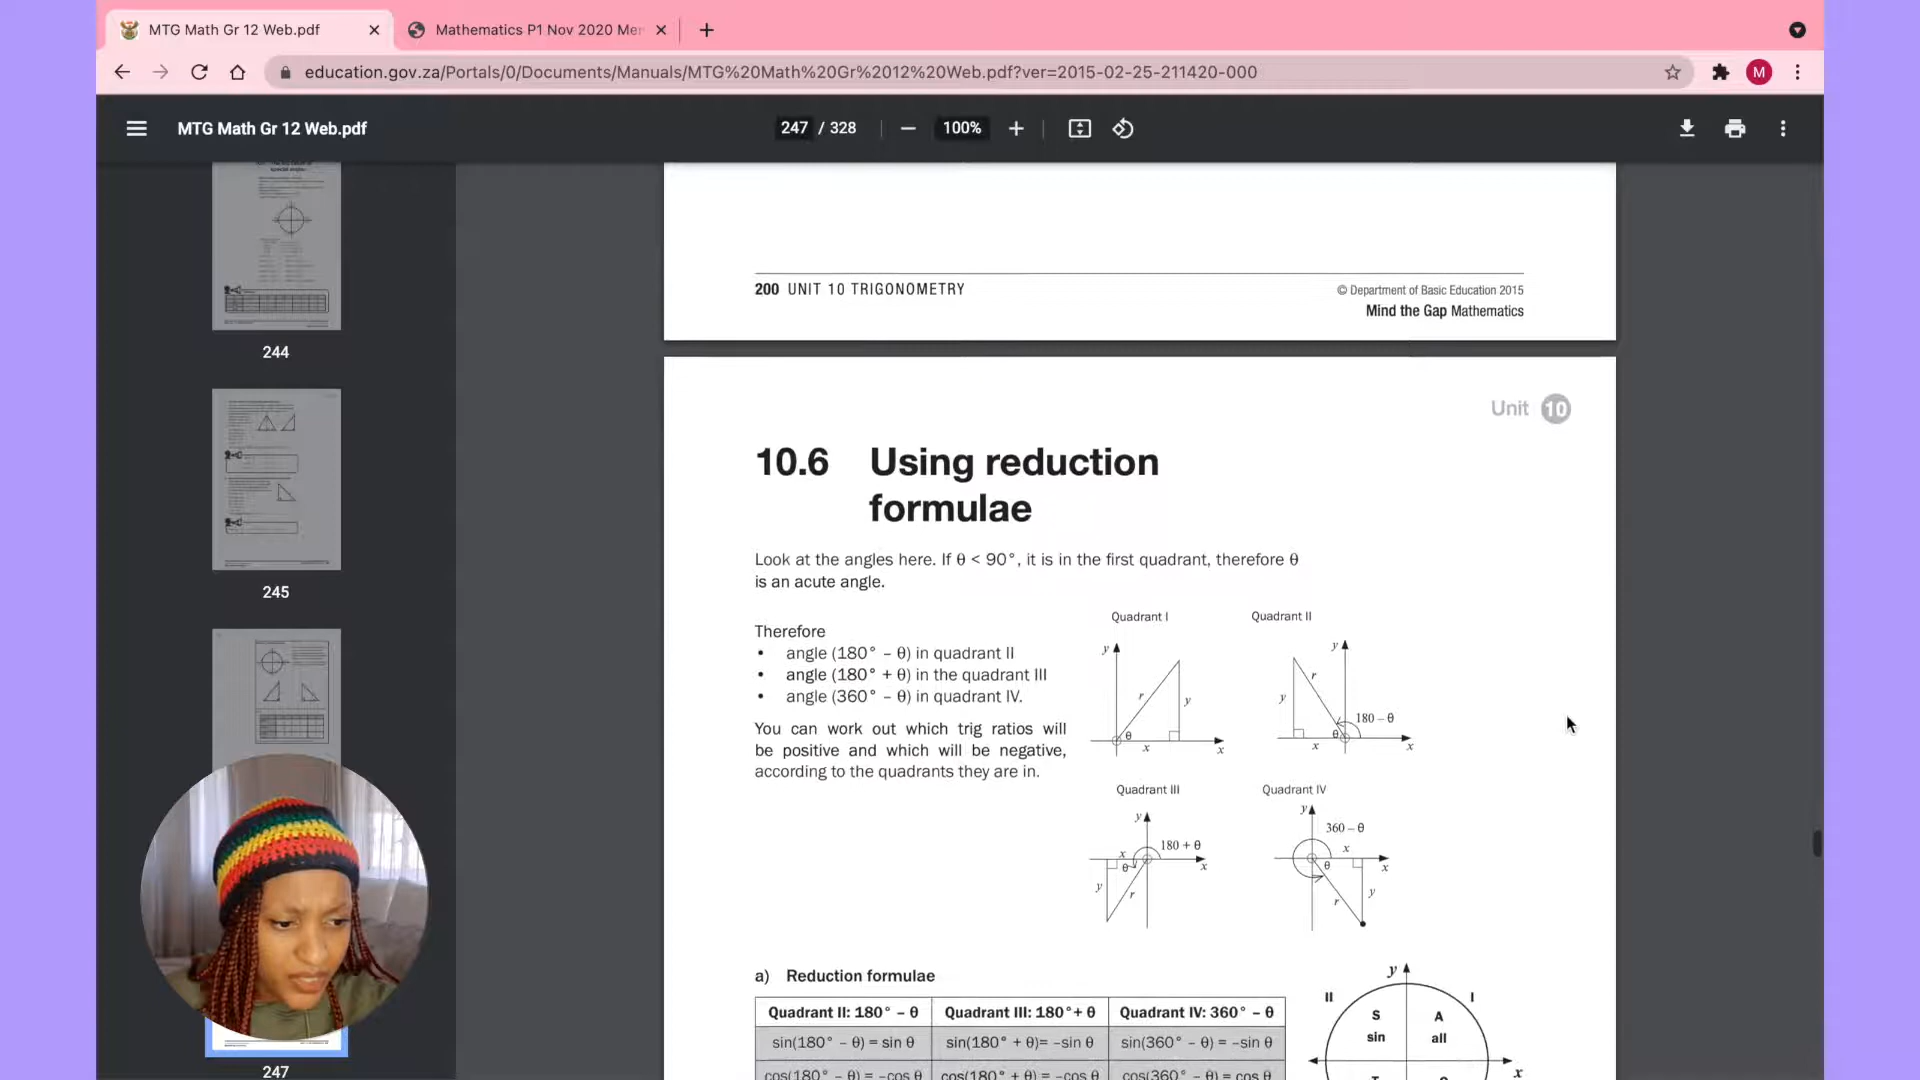 MTG Math Gr 12 Web.pdf
Mathematics P1 Nov 2020 Mer
education.gov.za/Portals/0/Documents/Manuals/MTG%20Math%20Gr%2012%20Web.pdf?ver=2015-02-25-211420-000
M
MTG Math Gr 12 Web.pdf
247 / 328
100%
244
245
247
200 UNIT 10 TRIGONOMETRY
© Department of Basic Education 2015
Mind the Gap Mathematics
Unit 10
10.6 Using reduction
formulae
Look at the angles here. If θ < 90°, it is in the first quadrant, therefore θ
is an acute angle.
Therefore
• angle (180° – θ) in quadrant II
• angle (180° + θ) in the quadrant III
• angle (360° – θ) in quadrant IV.
You can work out which trig ratios will
be positive and which will be negative,
according to the quadrants they are in.
Quadrant I
y
r
y
θ
x
x
Quadrant II
y
r
y
180 – θ
θ
x
x
Quadrant III
y
180 + θ
x
θ
x
y
r
Quadrant IV
y
360 – θ
x
θ
x
y
r
a) Reduction formulae
Quadrant II: 180° – θ
Quadrant III: 180°+ θ
Quadrant IV: 360° – θ
sin(180° – θ) = sin θ
sin(180° + θ)= –sin θ
sin(360° – θ) = –sin θ
cos(180° – θ) = –cos θ
cos(180° + θ) = –cos θ
cos(360° – θ) = cos θ
y
II
I
S
A
sin
all
x